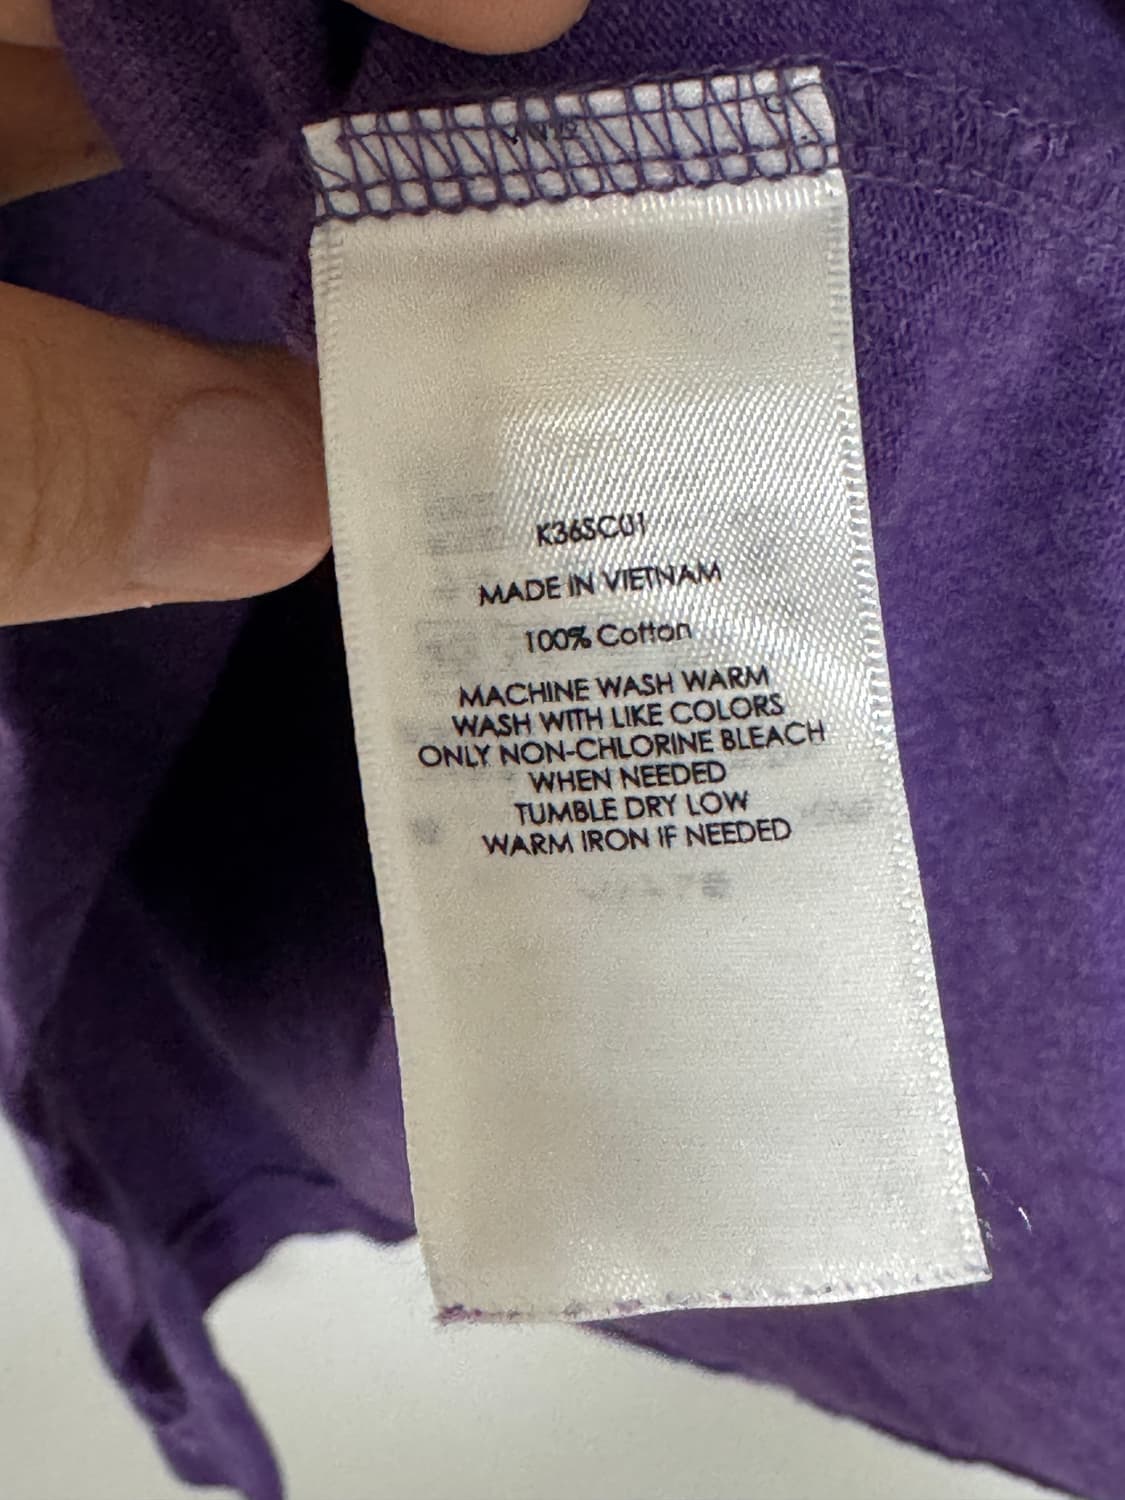 K36SC01
MADE IN VIETNAM
100% Cotton
MACHINE WASH WARM
WASH WITH LIKE COLORS
ONLY NON-CHLORINE BLEACH
WHEN NEEDED
TUMBLE DRY LOW
WARM IRON IF NEEDED